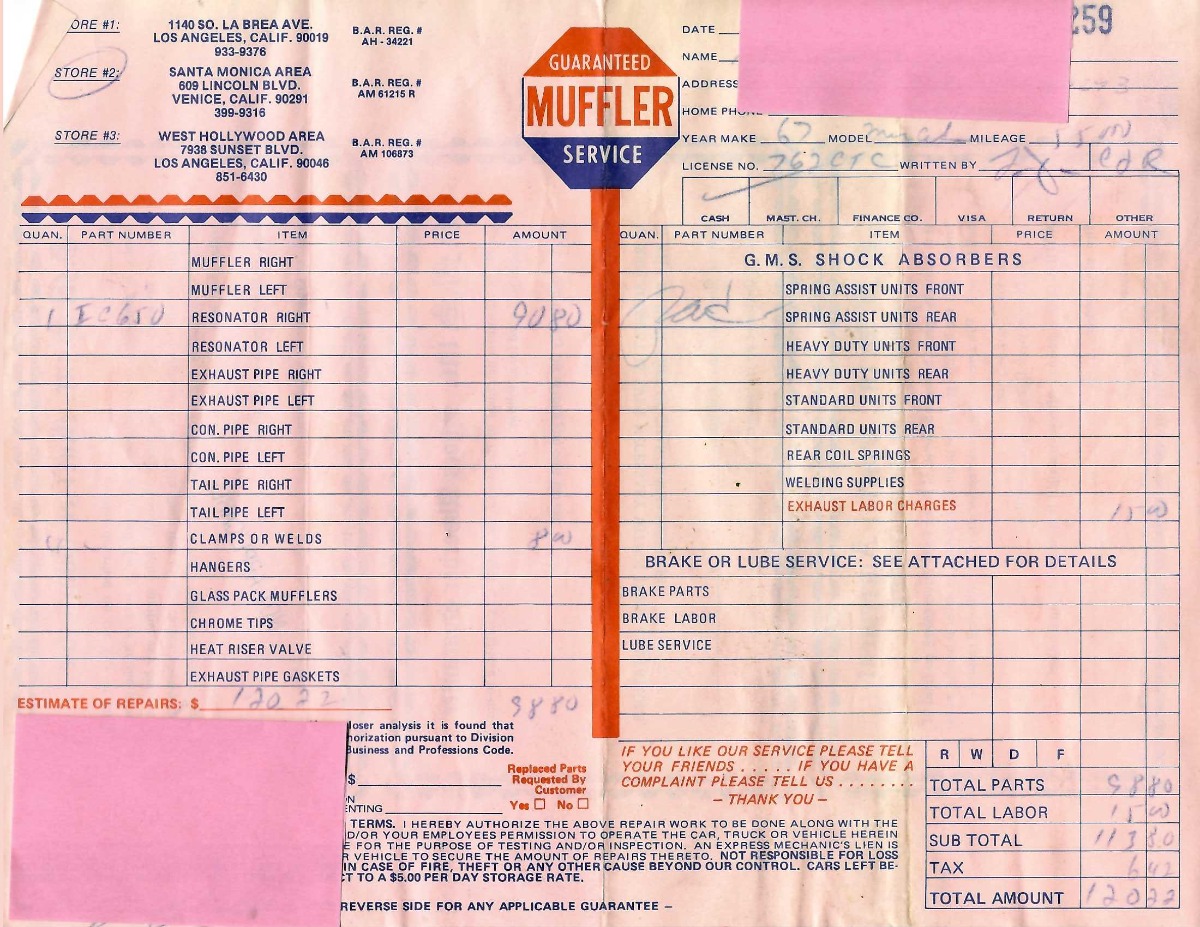 ORE #1: 1140 SO. LA BREA AVE. B.A.R. REG. #
LOS ANGELES, CALIF. 90019 AH - 34221
933-9376
STORE #2: SANTA MONICA AREA B.A.R. REG. #
609 LINCOLN BLVD. AM 61215 R
VENICE, CALIF. 90291
399-9316
STORE #3: WEST HOLLYWOOD AREA B.A.R. REG. #
7938 SUNSET BLVD. AM 106873
LOS ANGELES, CALIF. 90046
851-6430
GUARANTEED
MUFFLER
SERVICE
259
DATE
NAME
ADDRESS
HOME PHONE
YEAR MAKE 67 MODEL MILEAGE
LICENSE NO. 762CTC WRITTEN BY
CASH MAST. CH. FINANCE CO. VISA RETURN OTHER
QUAN. PART NUMBER ITEM PRICE AMOUNT
MUFFLER RIGHT
MUFFLER LEFT
1 IC650 RESONATOR RIGHT 90 80
RESONATOR LEFT
EXHAUST PIPE RIGHT
EXHAUST PIPE LEFT
CON. PIPE RIGHT
CON. PIPE LEFT
TAIL PIPE RIGHT
TAIL PIPE LEFT
CLAMPS OR WELDS 8 00
HANGERS
GLASS PACK MUFFLERS
CHROME TIPS
HEAT RISER VALVE
EXHAUST PIPE GASKETS
ESTIMATE OF REPAIRS: $ 120 22 98 80
QUAN. PART NUMBER ITEM PRICE AMOUNT
G.M.S. SHOCK ABSORBERS
SPRING ASSIST UNITS FRONT
SPRING ASSIST UNITS REAR
HEAVY DUTY UNITS FRONT
HEAVY DUTY UNITS REAR
STANDARD UNITS FRONT
STANDARD UNITS REAR
REAR COIL SPRINGS
WELDING SUPPLIES
EXHAUST LABOR CHARGES 15 00
BRAKE OR LUBE SERVICE: SEE ATTACHED FOR DETAILS
BRAKE PARTS
BRAKE LABOR
LUBE SERVICE
loser analysis it is found that
horization pursuant to Division
Business and Professions Code.
$
ENTING
Replaced Parts
Requested By
Customer
Yes No
IF YOU LIKE OUR SERVICE PLEASE TELL
YOUR FRIENDS . . . . . IF YOU HAVE A
COMPLAINT PLEASE TELL US . . . . . . . .
– THANK YOU –
R W D F
TOTAL PARTS 98 80
TOTAL LABOR 15 00
SUB TOTAL 113 80
TAX 6 42
TOTAL AMOUNT 120 22
TERMS. I HEREBY AUTHORIZE THE ABOVE REPAIR WORK TO BE DONE ALONG WITH THE
D/OR YOUR EMPLOYEES PERMISSION TO OPERATE THE CAR, TRUCK OR VEHICLE HEREIN
E FOR THE PURPOSE OF TESTING AND/OR INSPECTION. AN EXPRESS MECHANIC'S LIEN IS
R VEHICLE TO SECURE THE AMOUNT OF REPAIRS THERETO. NOT RESPONSIBLE FOR LOSS
IN CASE OF FIRE, THEFT OR ANY OTHER CAUSE BEYOND OUR CONTROL. CARS LEFT BE-
CT TO A $5.00 PER DAY STORAGE RATE.
REVERSE SIDE FOR ANY APPLICABLE GUARANTEE –